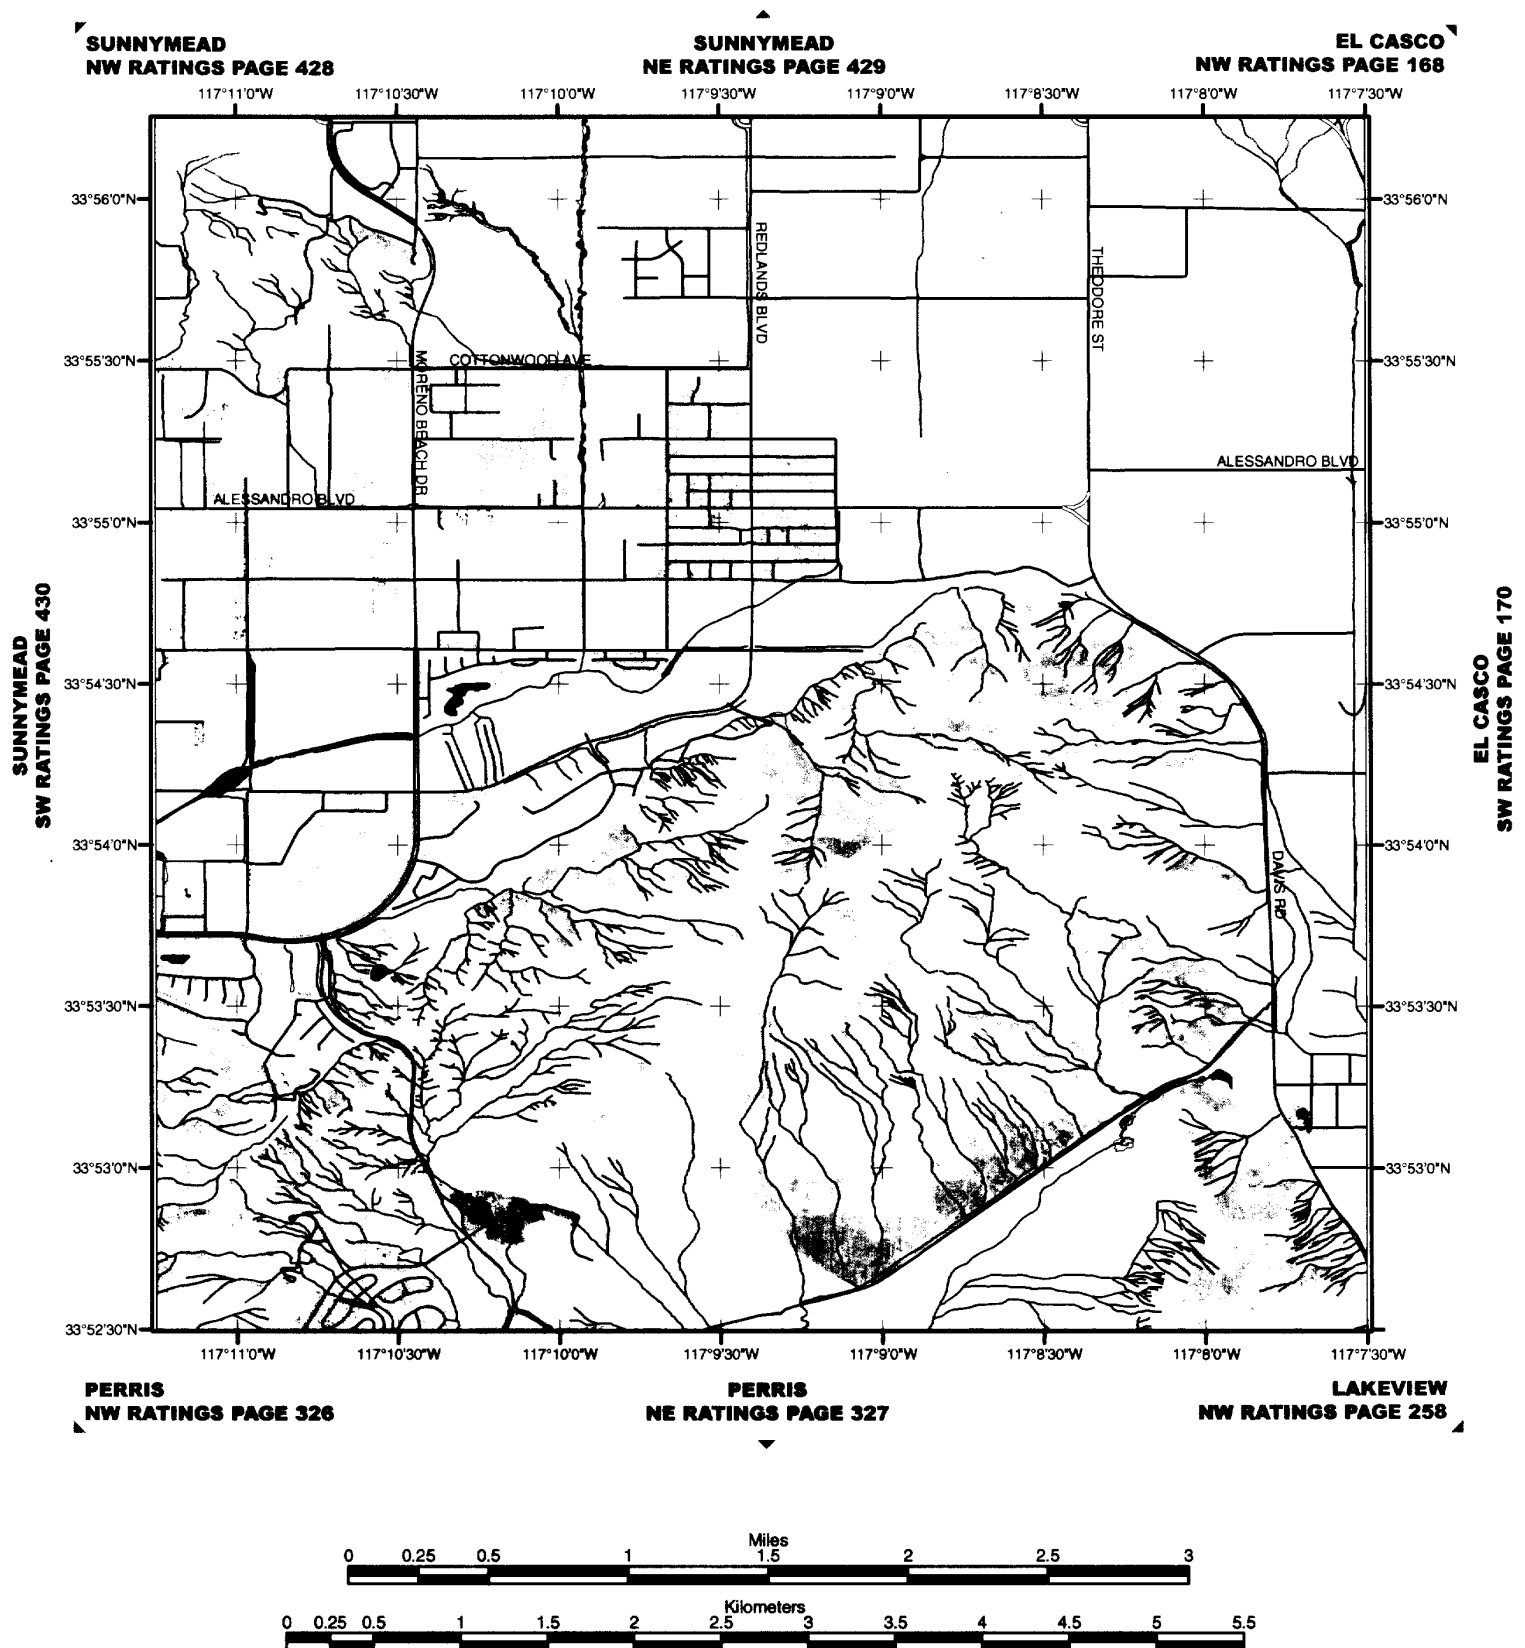 SUNNYMEAD
NW RATINGS PAGE 428
SUNNYMEAD
NE RATINGS PAGE 429
EL CASCO
NW RATINGS PAGE 168
117°11'0"W
117°10'30"W
117°10'0"W
117°9'30"W
117°9'0"W
117°8'30"W
117°8'0"W
117°7'30"W
33°56'0"N
33°56'0"N
REDLANDS BLVD
THEODORE ST
33°55'30"N
33°55'30"N
COTTONWOOD AVE
MORENO BEACH DR
ALESSANDRO BLVD
ALESSANDRO BLVD
33°55'0"N
33°55'0"N
SUNNYMEAD
SW RATINGS PAGE 430
EL CASCO
SW RATINGS PAGE 170
33°54'30"N
33°54'30"N
33°54'0"N
33°54'0"N
DAVIS RD
33°53'30"N
33°53'30"N
33°53'0"N
33°53'0"N
33°52'30"N
33°52'30"N
117°11'0"W
117°10'30"W
117°10'0"W
117°9'30"W
117°9'0"W
117°8'30"W
117°8'0"W
117°7'30"W
PERRIS
NW RATINGS PAGE 326
PERRIS
NE RATINGS PAGE 327
LAKEVIEW
NW RATINGS PAGE 258
Miles
0 0.25 0.5 1 1.5 2 2.5 3
Kilometers
0 0.25 0.5 1 1.5 2 2.5 3 3.5 4 4.5 5 5.5